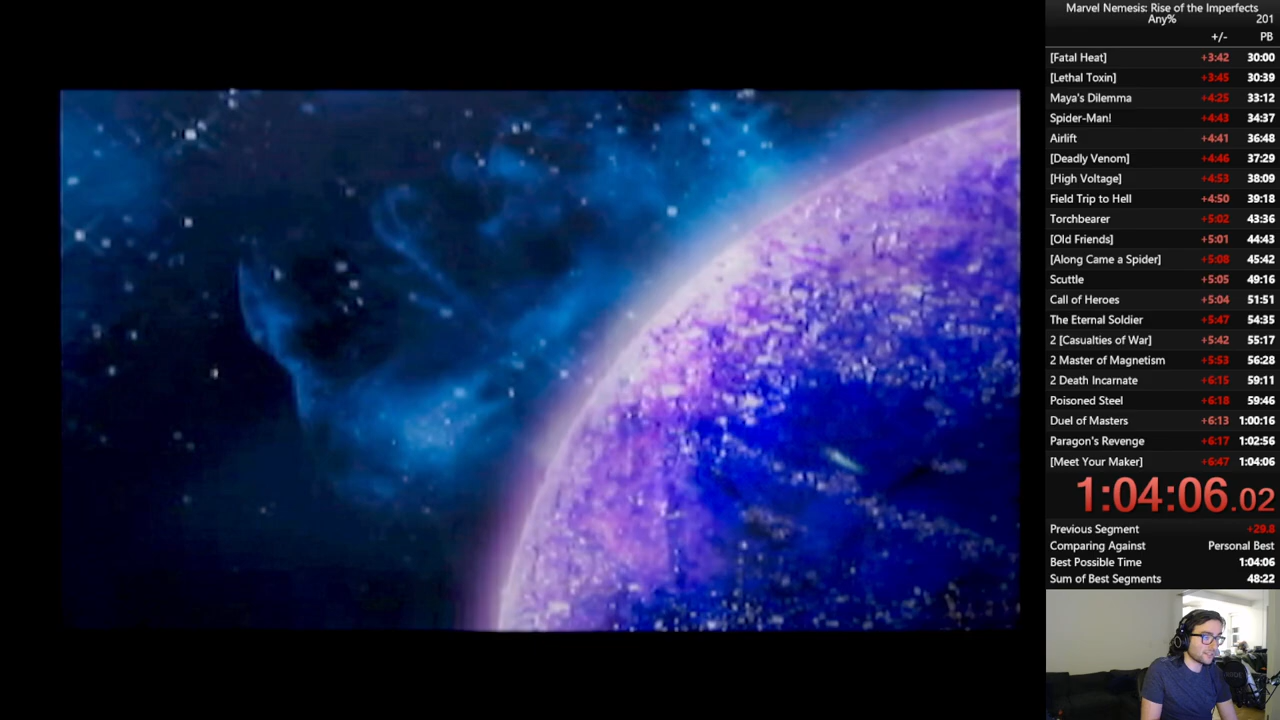 Marvel Nemesis: Rise of the Imperfects
Any% 201
+/- PB
[Fatal Heat] +3:42 30:00
[Lethal Toxin] +3:45 30:39
Maya's Dilemma +4:25 33:12
Spider-Man! +4:43 34:37
Airlift +4:41 36:48
[Deadly Venom] +4:46 37:29
[High Voltage] +4:53 38:09
Field Trip to Hell +4:50 39:18
Torchbearer +5:02 43:36
[Old Friends] +5:01 44:43
[Along Came a Spider] +5:08 45:42
Scuttle +5:05 49:16
Call of Heroes +5:04 51:51
The Eternal Soldier +5:47 54:35
2 [Casualties of War] +5:42 55:17
2 Master of Magnetism +5:53 56:28
2 Death Incarnate +6:15 59:11
Poisoned Steel +6:18 59:46
Duel of Masters +6:13 1:00:16
Paragon's Revenge +6:17 1:02:56
[Meet Your Maker] +6:47 1:04:06
1:04:06.02
Previous Segment +29.8
Comparing Against Personal Best
Best Possible Time 1:04:06
Sum of Best Segments 48:22